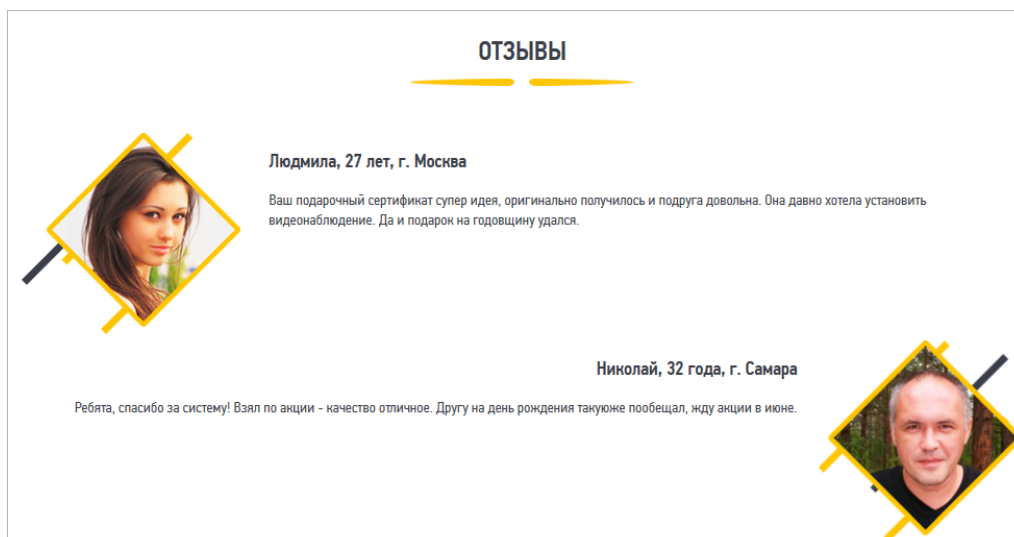 ОТЗЫВЫ
Людмила, 27 лет, г. Москва
Ваш подарочный сертификат супер идея, оригинально получилось и подруга довольна. Она давно хотела установить
видеонаблюдение. Да и подарок на годовщину удался.
Николай, 32 года, г. Самара
Ребята, спасибо за систему! Взял по акции - качество отличное. Другу на день рождения такуюже пообещал, жду акции в июне.